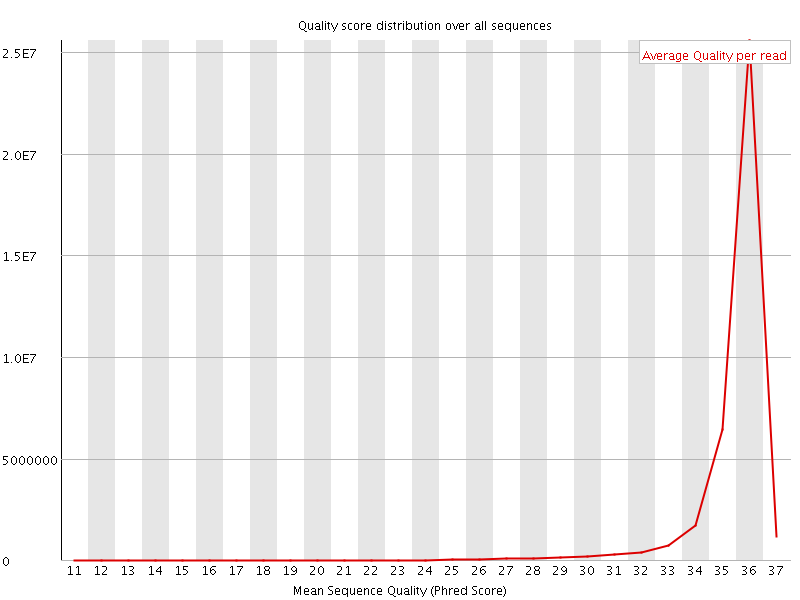 Quality score distribution over all sequences
Average Quality per read
2.5E7
2.0E7
1.5E7
1.0E7
5000000
0
11 12 13 14 15 16 17 18 19 20 21 22 23 24 25 26 27 28 29 30 31 32 33 34 35 36 37
Mean Sequence Quality (Phred Score)